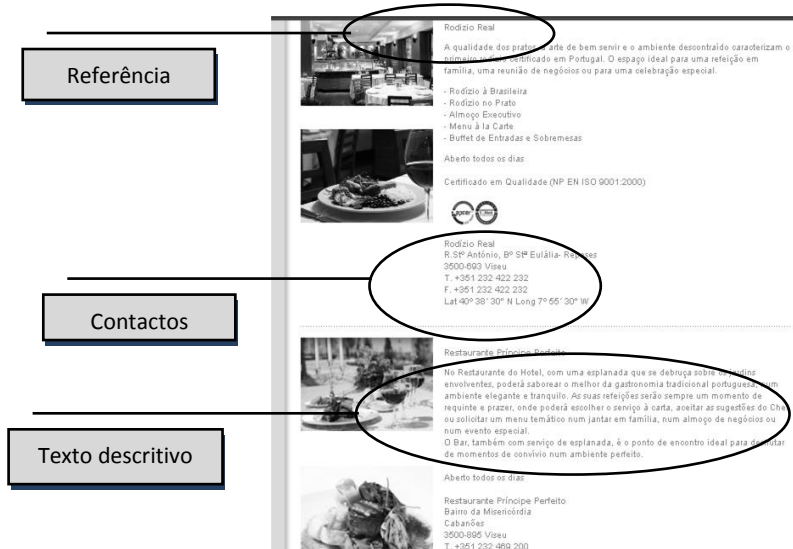 Referência
Contactos
Texto descritivo
Rodízio Real
A qualidade dos pratos, a arte de bem servir e o ambiente descontraído caracterizam o
primeiro rodízio certificado em Portugal. O espaço ideal para uma refeição em
família, uma reunião de negócios ou para uma celebração especial.
- Rodízio à Brasileira
- Rodízio no Prato
- Almoço Executivo
- Menu à la Carte
- Buffet de Entradas e Sobremesas
Aberto todos os dias
Certificado em Qualidade (NP EN ISO 9001:2000)
Rodízio Real
R.Stº António, Bº Stª Eulália- Repeses
3500-693 Viseu
T. +351 232 422 232
F. +351 232 422 232
Lat 40º 38´ 30" N Long 7º 55´ 30" W
Restaurante Príncipe Perfeito
No Restaurante do Hotel, com uma esplanada que se debruça sobre os jardins
envolventes, poderá saborear o melhor da gastronomia tradicional portuguesa, num
ambiente elegante e tranquilo. As suas refeições serão sempre um momento de
requinte e prazer, onde poderá escolher o serviço à carta, aceitar as sugestões do Chef
ou solicitar um menu temático num jantar em família, num almoço de negócios ou
num evento especial.
O Bar, também com serviço de esplanada, é o ponto de encontro ideal para desfrutar
de momentos de convívio num ambiente perfeito.
Aberto todos os dias
Restaurante Príncipe Perfeito
Bairro da Misericórdia
Cabanões
3500-895 Viseu
T. +351 232 469 200